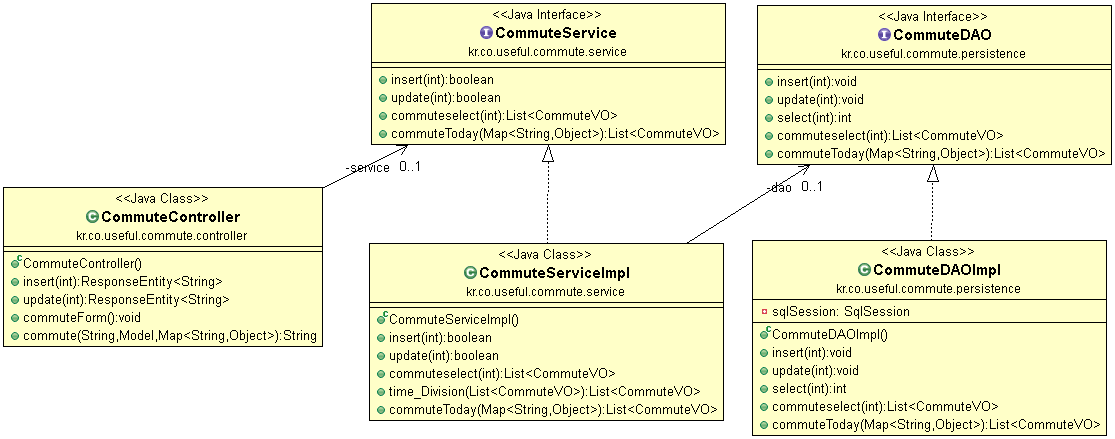 <<Java Interface>>
I CommuteService
kr.co.useful.commute.service
insert(int):boolean
update(int):boolean
commuteselect(int):List<CommuteVO>
commuteToday(Map<String,Object>):List<CommuteVO>
<<Java Interface>>
I CommuteDAO
kr.co.useful.commute.persistence
insert(int):void
update(int):void
select(int):int
commuteselect(int):List<CommuteVO>
commuteToday(Map<String,Object>):List<CommuteVO>
-service 0..1
-dao 0..1
<<Java Class>>
C CommuteController
kr.co.useful.commute.controller
c CommuteController()
insert(int):ResponseEntity<String>
update(int):ResponseEntity<String>
commuteForm():void
commute(String,Model,Map<String,Object>):String
<<Java Class>>
C CommuteServiceImpl
kr.co.useful.commute.service
c CommuteServiceImpl()
insert(int):boolean
update(int):boolean
commuteselect(int):List<CommuteVO>
time_Division(List<CommuteVO>):List<CommuteVO>
commuteToday(Map<String,Object>):List<CommuteVO>
<<Java Class>>
C CommuteDAOImpl
kr.co.useful.commute.persistence
sqlSession: SqlSession
c CommuteDAOImpl()
insert(int):void
update(int):void
select(int):int
commuteselect(int):List<CommuteVO>
commuteToday(Map<String,Object>):List<CommuteVO>